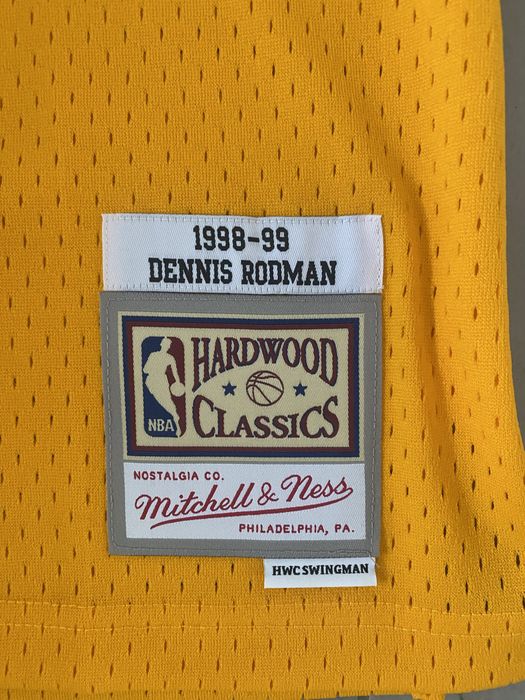 1998-99
DENNIS RODMAN
HARDWOOD
NBA
CLASSICS
NOSTALGIA CO.
Mitchell & Ness
PHILADELPHIA, PA.
HWC SWINGMAN